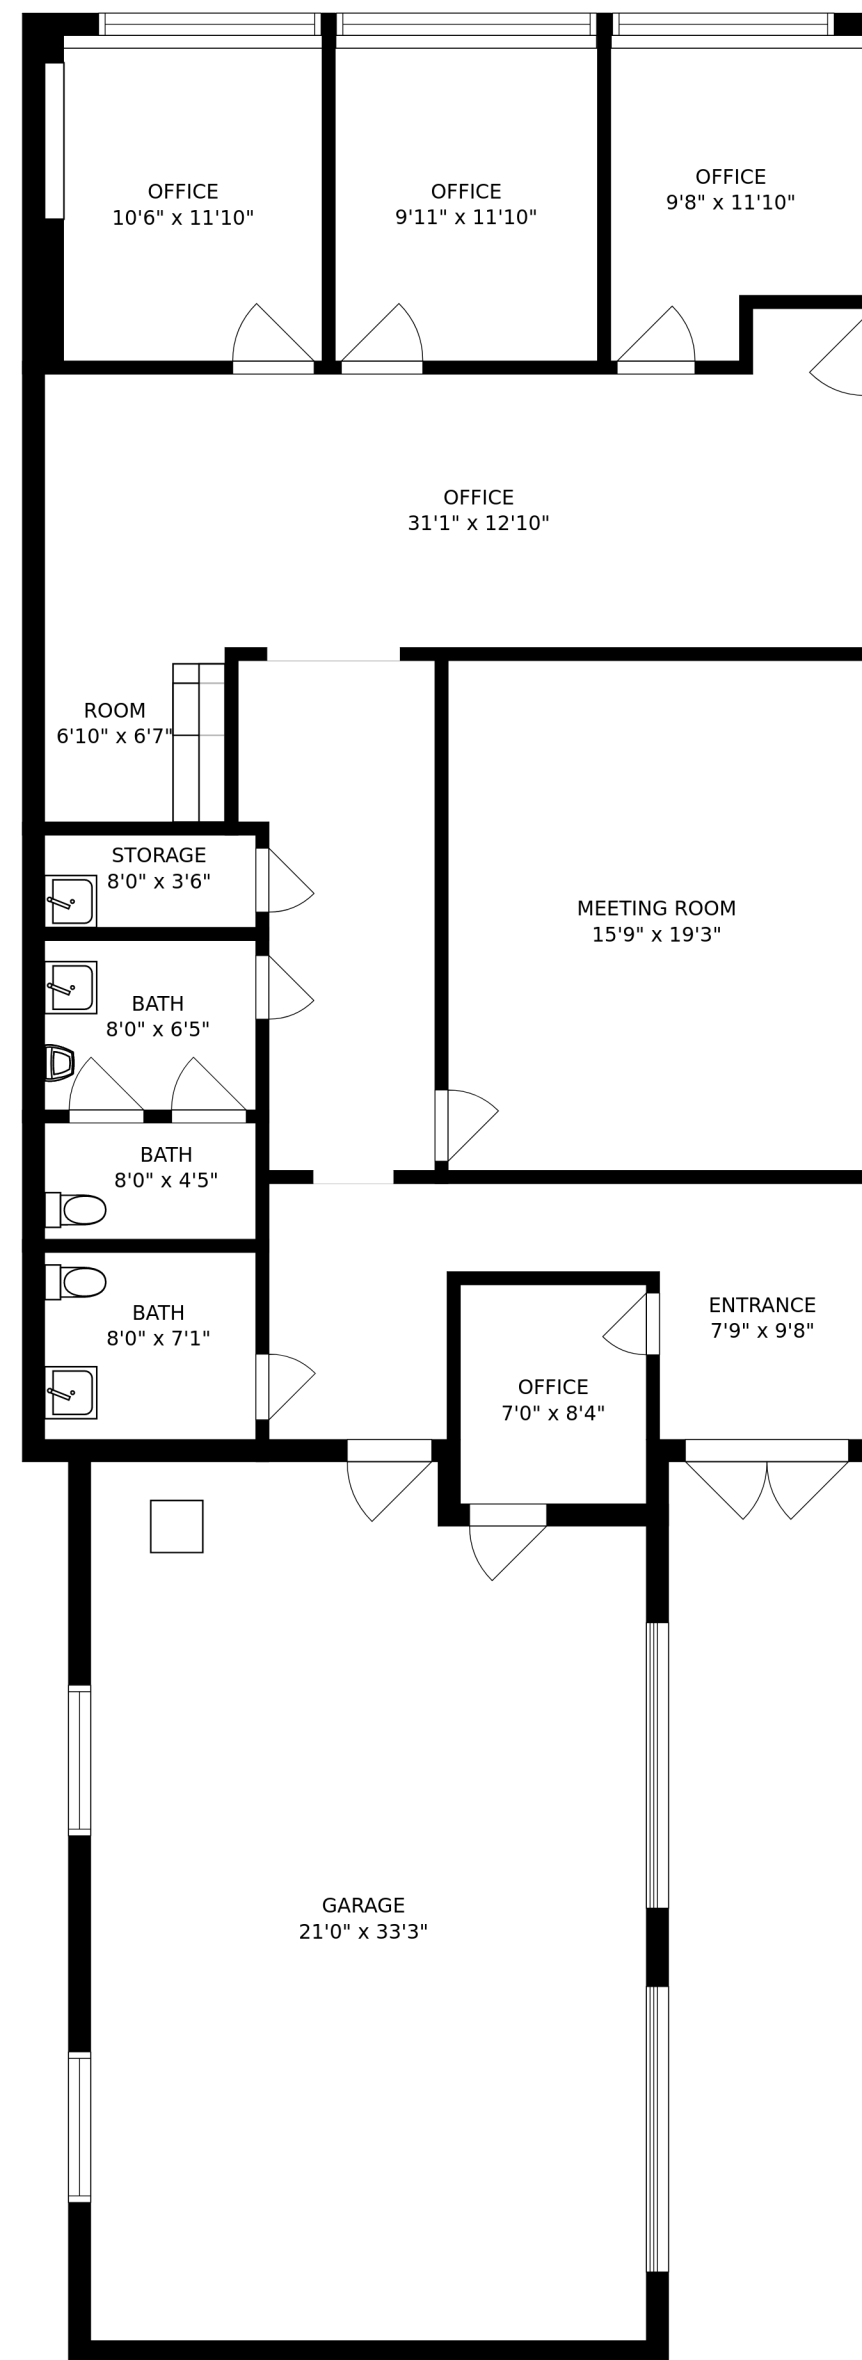 OFFICE
10'6" x 11'10"
OFFICE
9'11" x 11'10"
OFFICE
9'8" x 11'10"
OFFICE
31'1" x 12'10"
ROOM
6'10" x 6'7"
STORAGE
8'0" x 3'6"
MEETING ROOM
15'9" x 19'3"
BATH
8'0" x 6'5"
BATH
8'0" x 4'5"
BATH
8'0" x 7'1"
ENTRANCE
7'9" x 9'8"
OFFICE
7'0" x 8'4"
GARAGE
21'0" x 33'3"